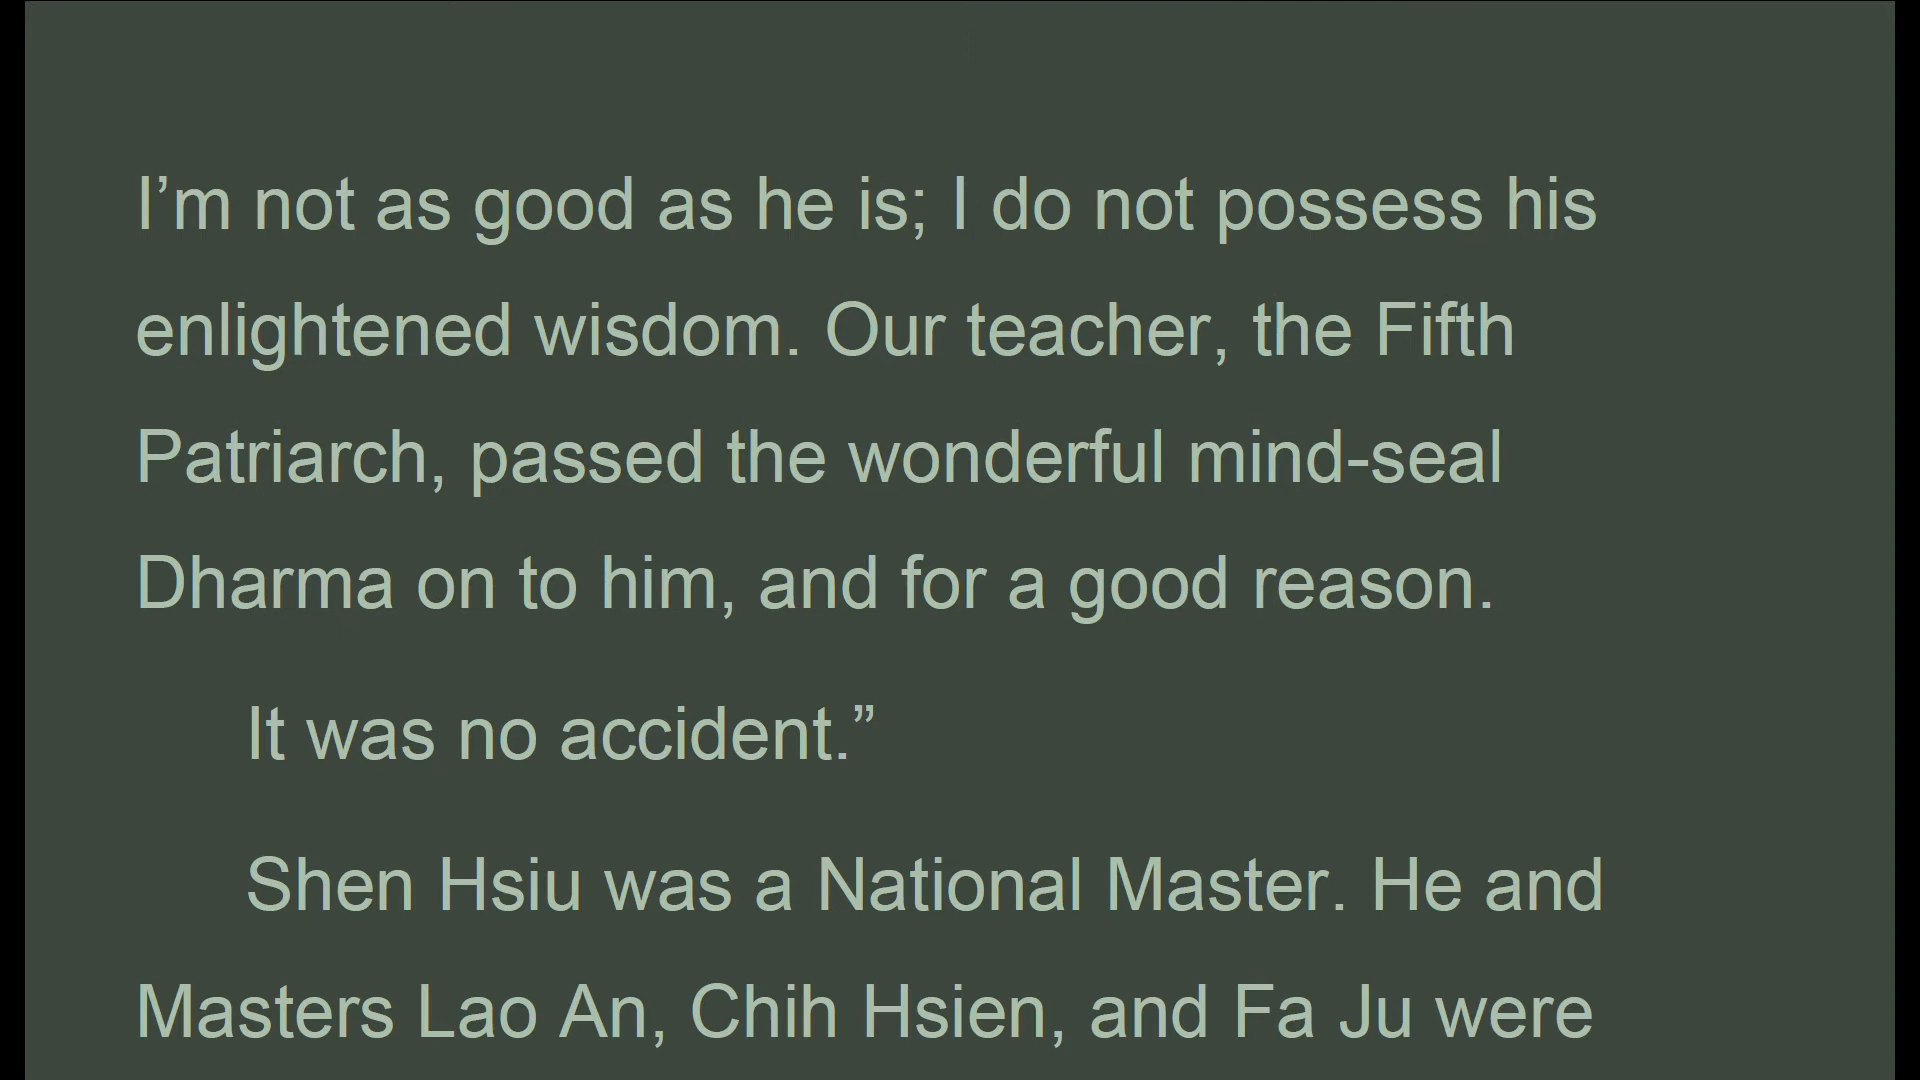 I’m not as good as he is; I do not possess his
enlightened wisdom. Our teacher, the Fifth
Patriarch, passed the wonderful mind-seal
Dharma on to him, and for a good reason.
It was no accident.”
Shen Hsiu was a National Master. He and
Masters Lao An, Chih Hsien, and Fa Ju were